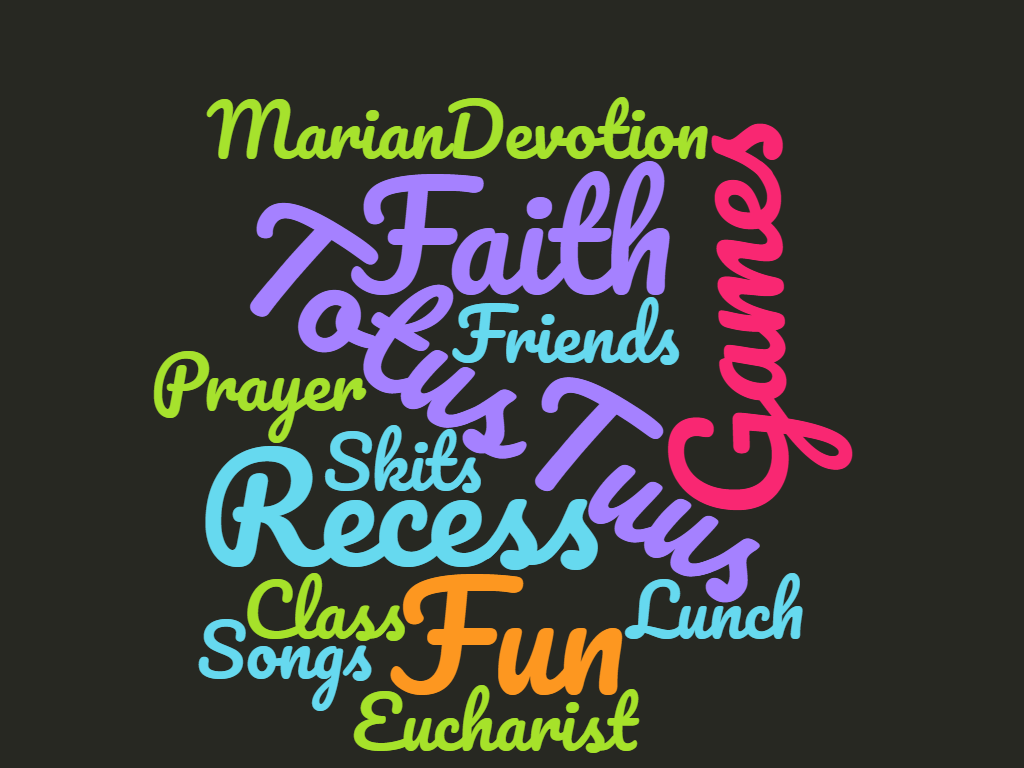 MarianDevotion
Faith
Games
Totus Tuus
Friends
Prayer
Skits
Recess
Class
Fun
Lunch
Songs
Eucharist